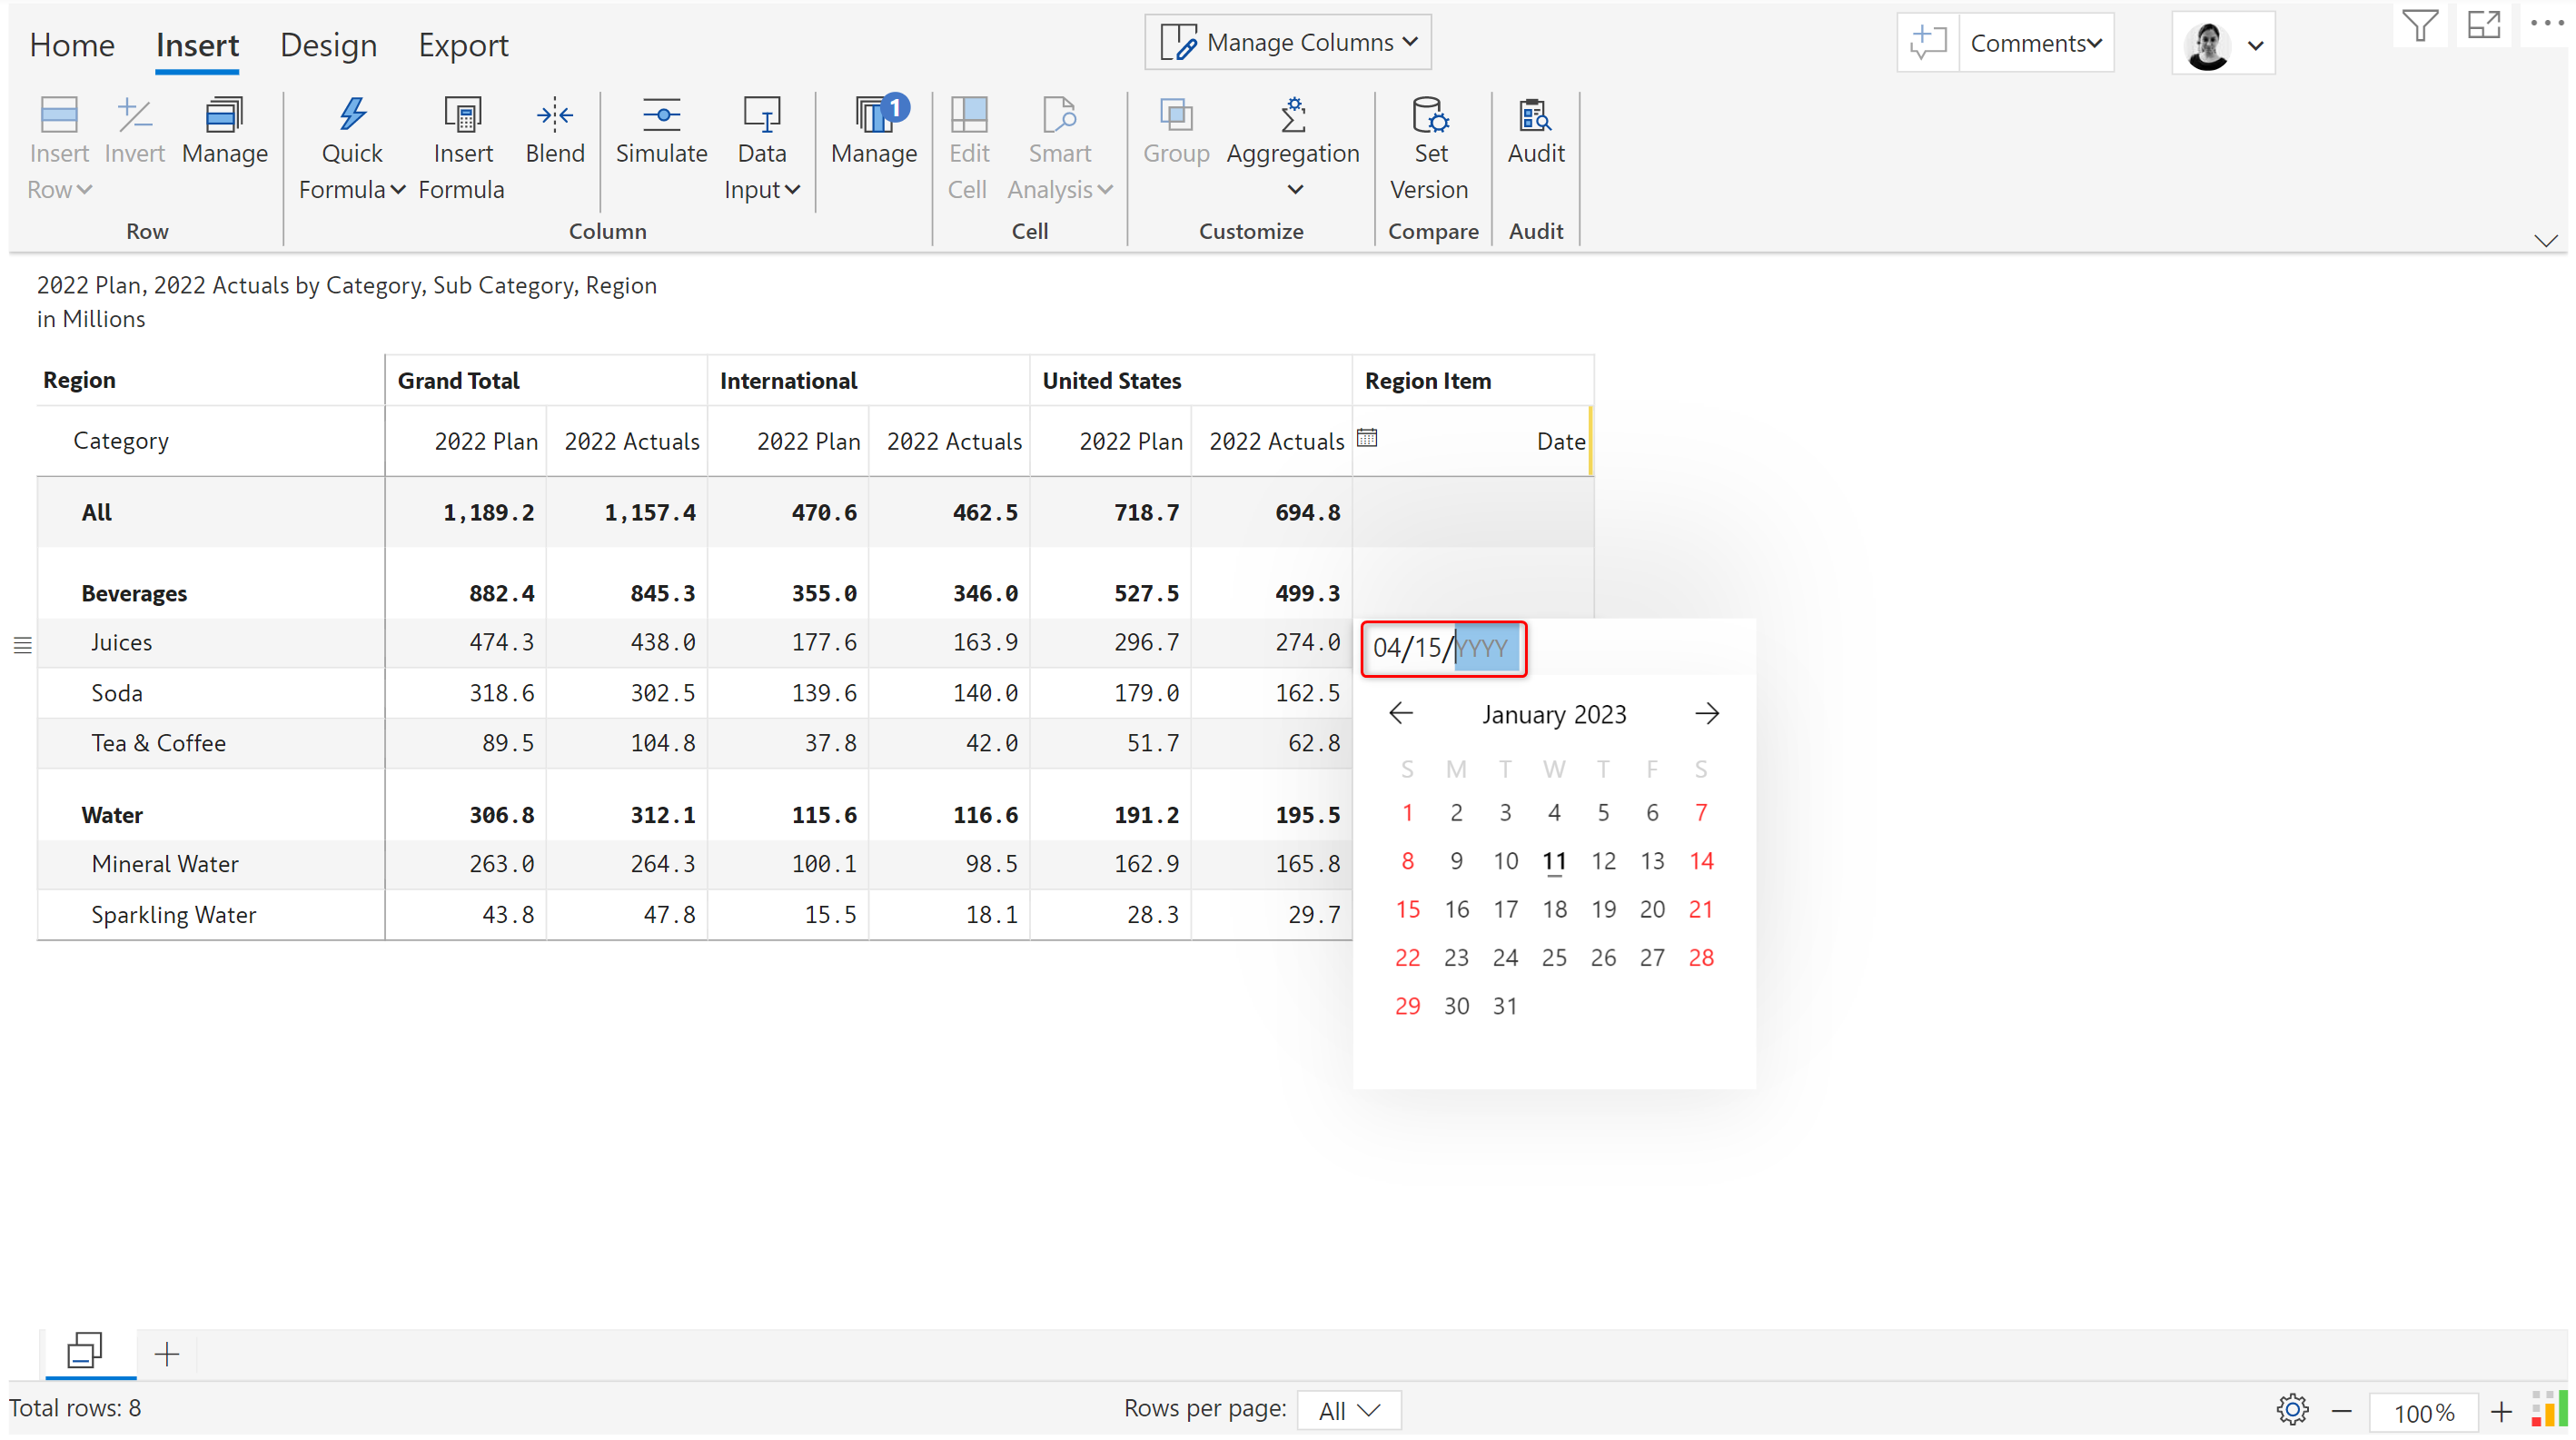 Home Insert Design Export Manage Columns Comments
1
Insert Invert Manage Quick Insert Blend Simulate Data Manage Edit Smart Group Aggregation Set Audit
Row Formula Formula Input Cell Analysis Version
Row Column Cell Customize Compare Audit
2022 Plan, 2022 Actuals by Category, Sub Category, Region
in Millions
Region Grand Total International United States Region Item
Category 2022 Plan 2022 Actuals 2022 Plan 2022 Actuals 2022 Plan 2022 Actuals Date
All 1,189.2 1,157.4 470.6 462.5 718.7 694.8
Beverages 882.4 845.3 355.0 346.0 527.5 499.3
Juices 474.3 438.0 177.6 163.9 296.7 274.0 04/15/YYYY
Soda 318.6 302.5 139.6 140.0 179.0 162.5
Tea & Coffee 89.5 104.8 37.8 42.0 51.7 62.8
Water 306.8 312.1 115.6 116.6 191.2 195.5
Mineral Water 263.0 264.3 100.1 98.5 162.9 165.8
Sparkling Water 43.8 47.8 15.5 18.1 28.3 29.7
January 2023
S M T W T F S
1 2 3 4 5 6 7
8 9 10 11 12 13 14
15 16 17 18 19 20 21
22 23 24 25 26 27 28
29 30 31
Total rows: 8 Rows per page: All 100%